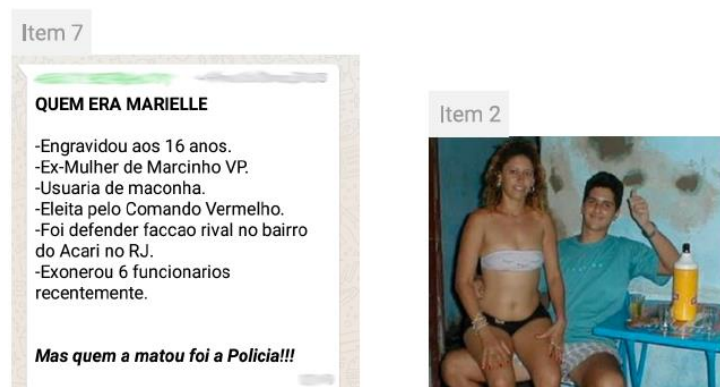 Item 7
QUEM ERA MARIELLE
-Engravidou aos 16 anos.
-Ex-Mulher de Marcinho VP.
-Usuaria de maconha.
-Eleita pelo Comando Vermelho.
-Foi defender faccao rival no bairro
do Acari no RJ.
-Exonerou 6 funcionarios
recentemente.
Mas quem a matou foi a Policia!!!
Item 2